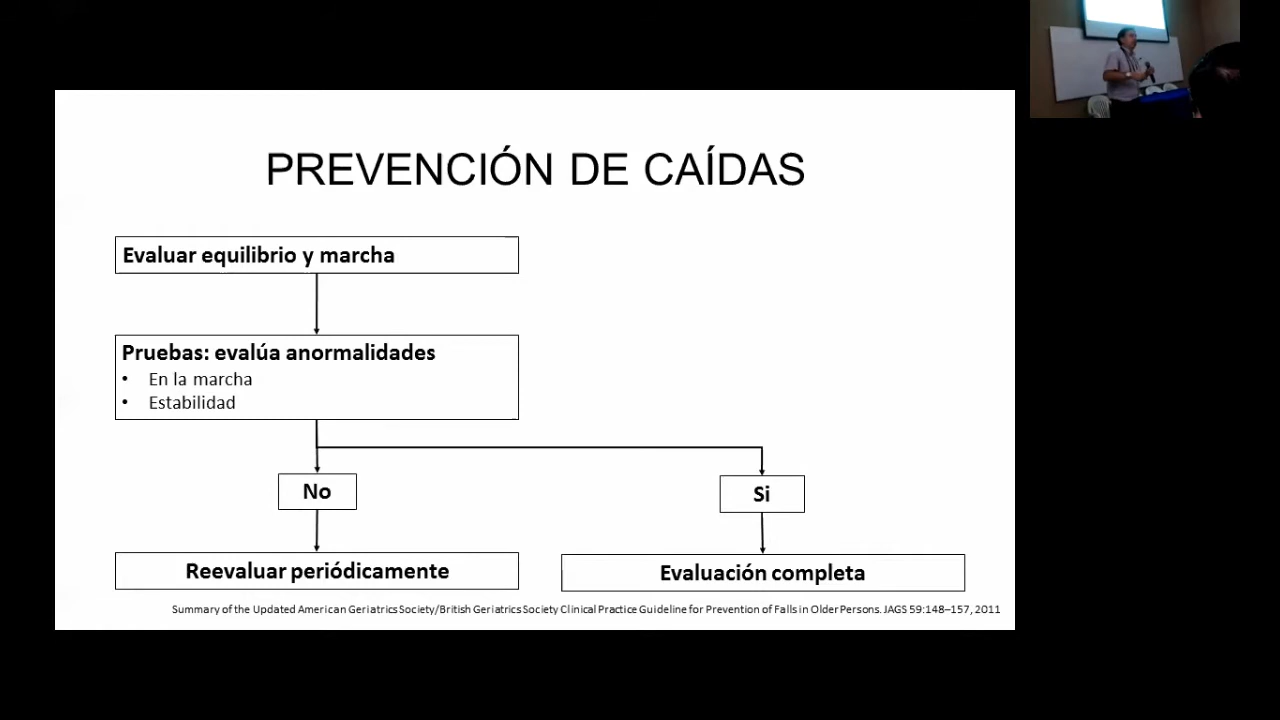 PREVENCIÓN DE CAÍDAS
Evaluar equilibrio y marcha
Pruebas: evalúa anormalidades
• En la marcha
• Estabilidad
No
Si
Reevaluar periódicamente
Evaluación completa
Summary of the Updated American Geriatrics Society/British Geriatrics Society Clinical Practice Guideline for Prevention of Falls in Older Persons. JAGS 59:148–157, 2011